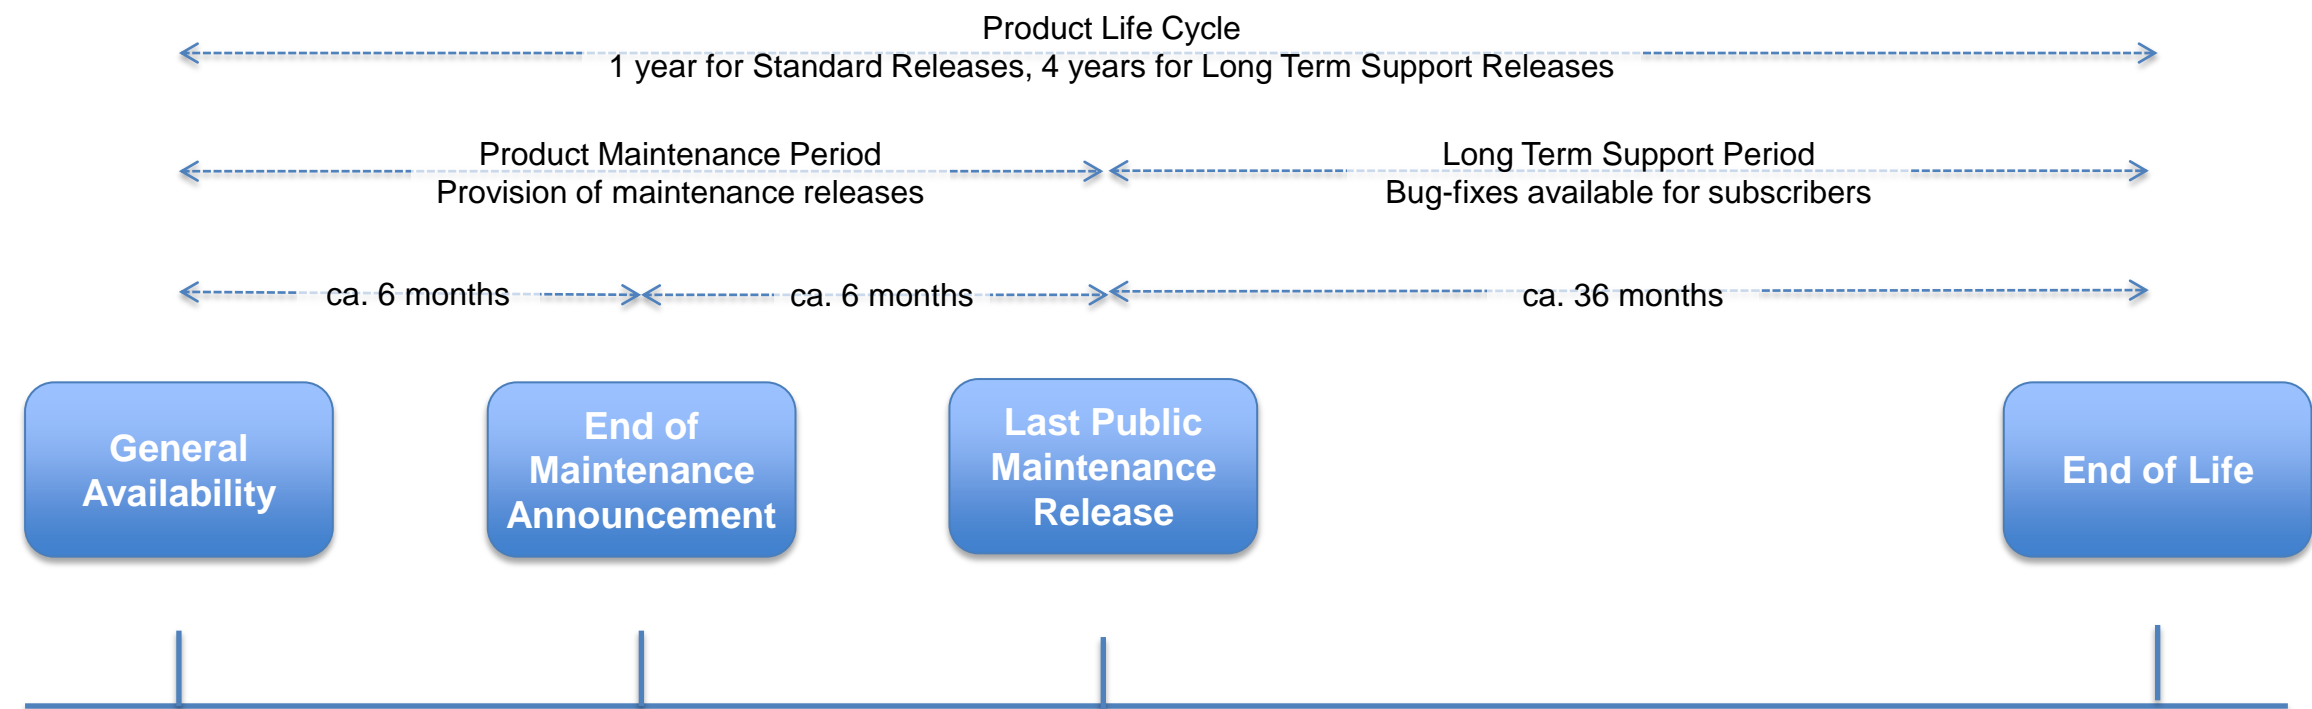 Product Life Cycle
1 year for Standard Releases, 4 years for Long Term Support Releases
Product Maintenance Period
Provision of maintenance releases
Long Term Support Period
Bug-fixes available for subscribers
ca. 6 months
ca. 6 months
ca. 36 months
General
Availability
End of
Maintenance
Announcement
Last Public
Maintenance
Release
End of Life